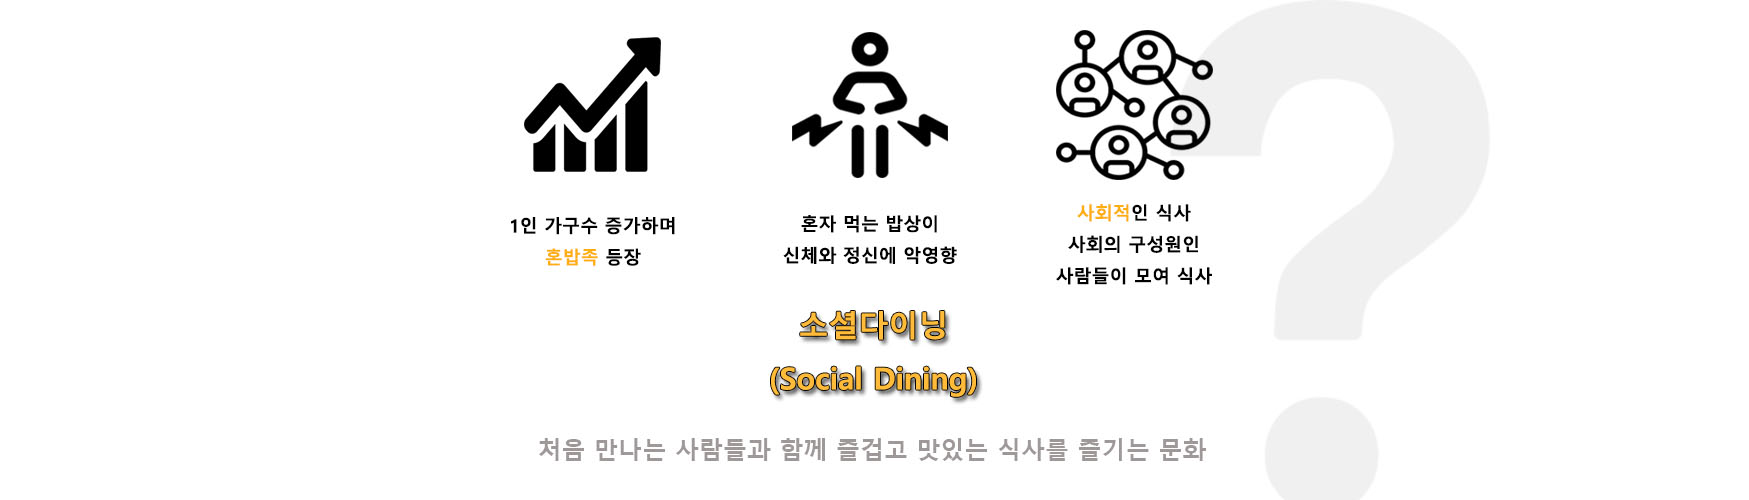 1인 가구수 증가하며
혼밥족 등장
혼자 먹는 밥상이
신체와 정신에 악영향
사회적인 식사
사회의 구성원인
사람들이 모여 식사
소셜다이닝
(Social Dining)
처음 만나는 사람들과 함께 즐겁고 맛있는 식사를 즐기는 문화
?